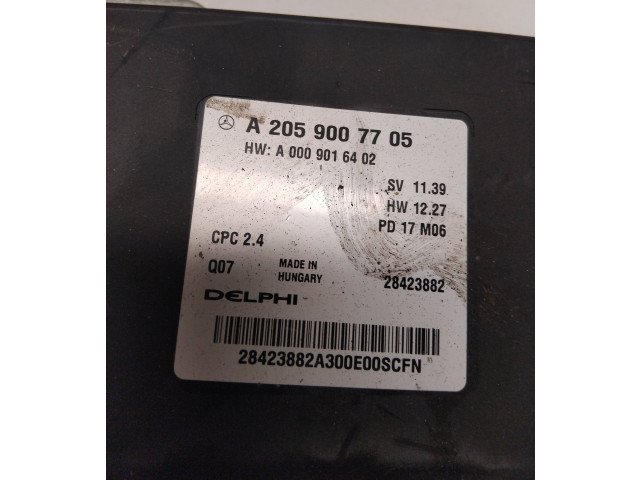 A 205 900 77 05
HW: A 000 901 64 02
SV 11.39
HW 12.27
PD 17 M06
CPC 2.4
Q07
MADE IN
HUNGARY
28423882
DELPHI
28423882A300E00SCFN